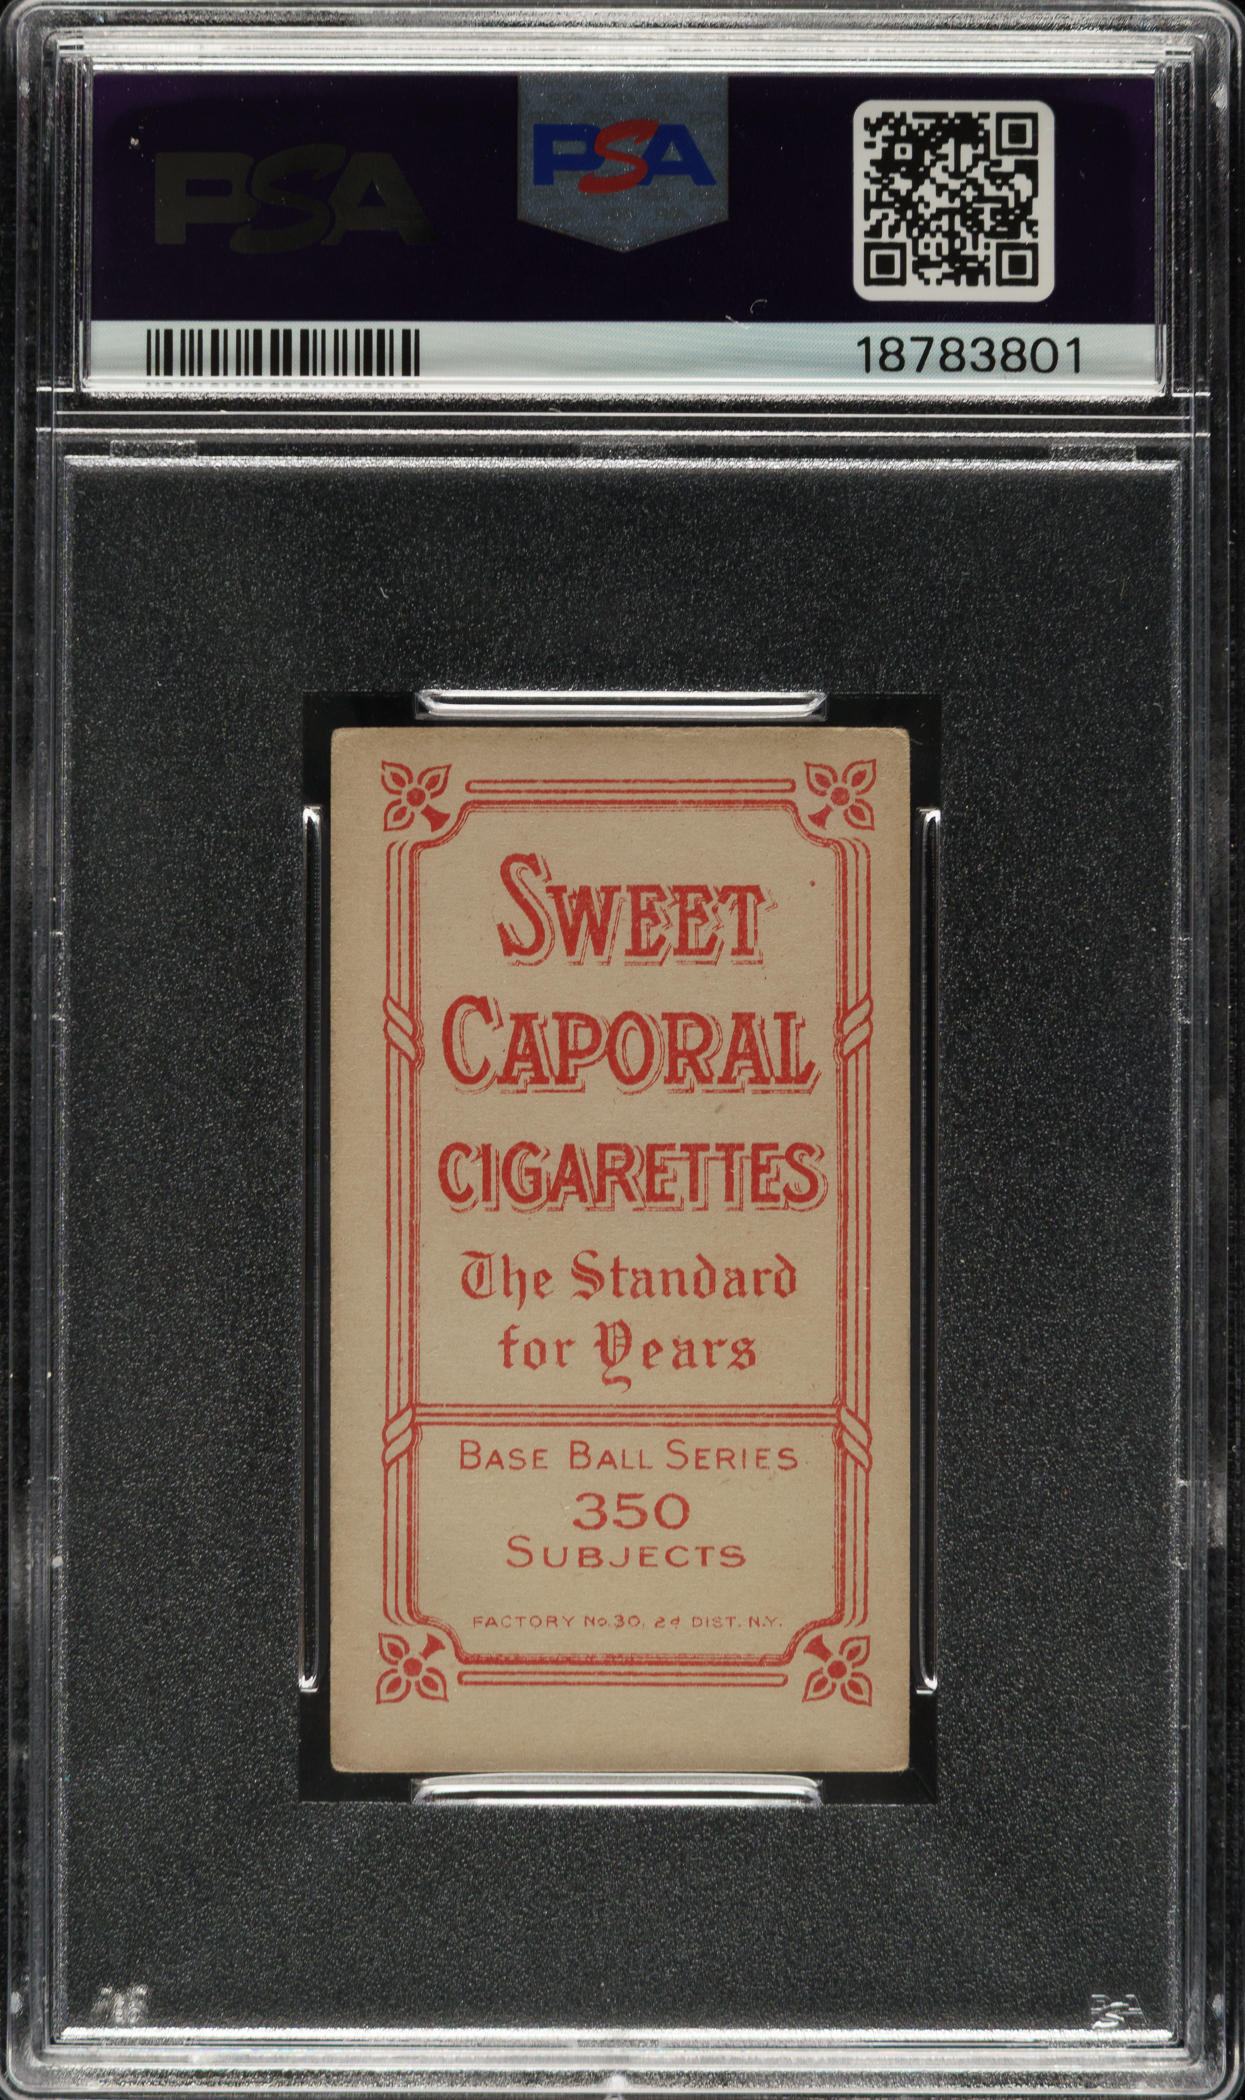 PSA
PSA
18783801
SWEET
CAPORAL
CIGARETTES
The Standard
for Years
BASE BALL SERIES
350
SUBJECTS
FACTORY No. 30, 2d DIST. N.Y.
PSA